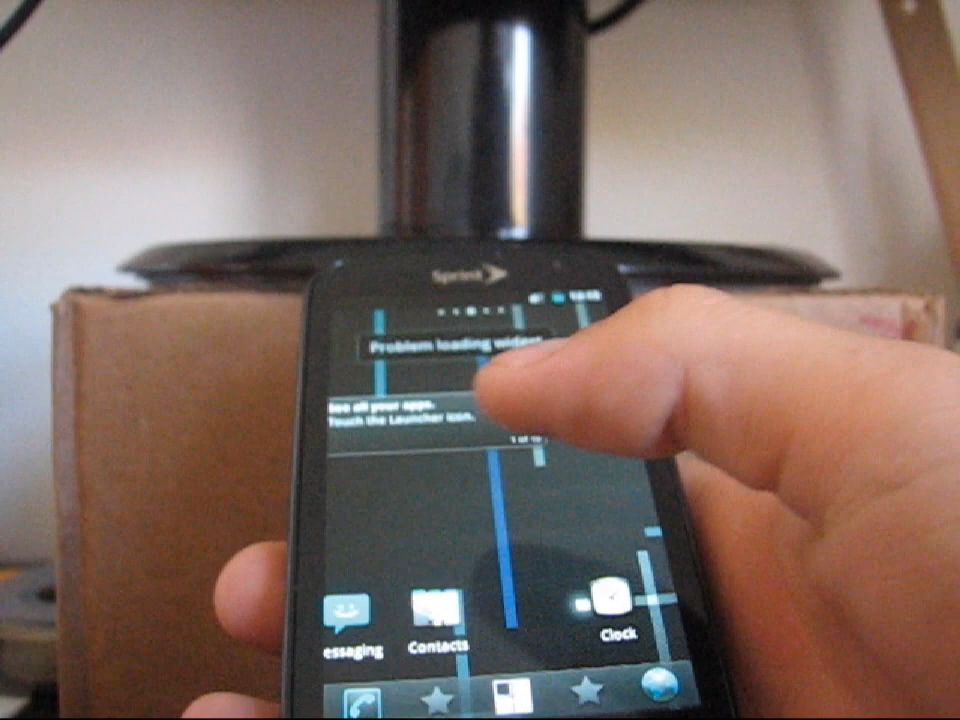 Sprint
Problem loading widget
See all your apps.
Touch the Launcher icon.
essaging
Contacts
Clock